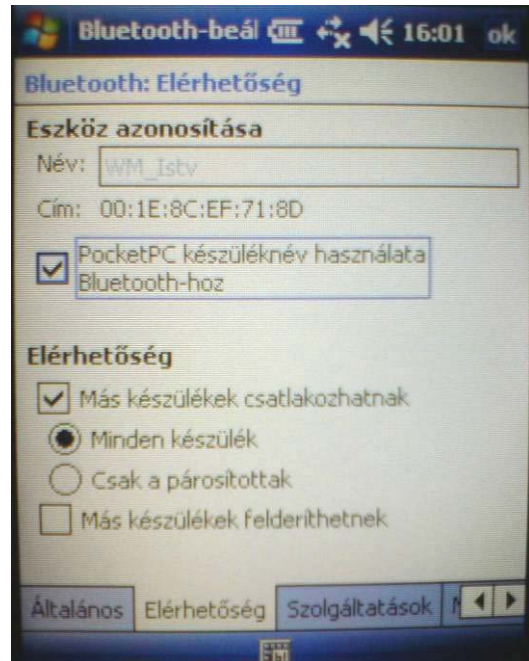 Bluetooth-beál 16:01 ok
Bluetooth: Elérhetőség
Eszköz azonosítása
Név: WM_Istv
Cím: 00:1E:8C:EF:71:8D
PocketPC készüléknév használata
Bluetooth-hoz
Elérhetőség
Más készülékek csatlakozhatnak
Minden készülék
Csak a párosítottak
Más készülékek felderíthetnek
Általános Elérhetőség Szolgáltatások